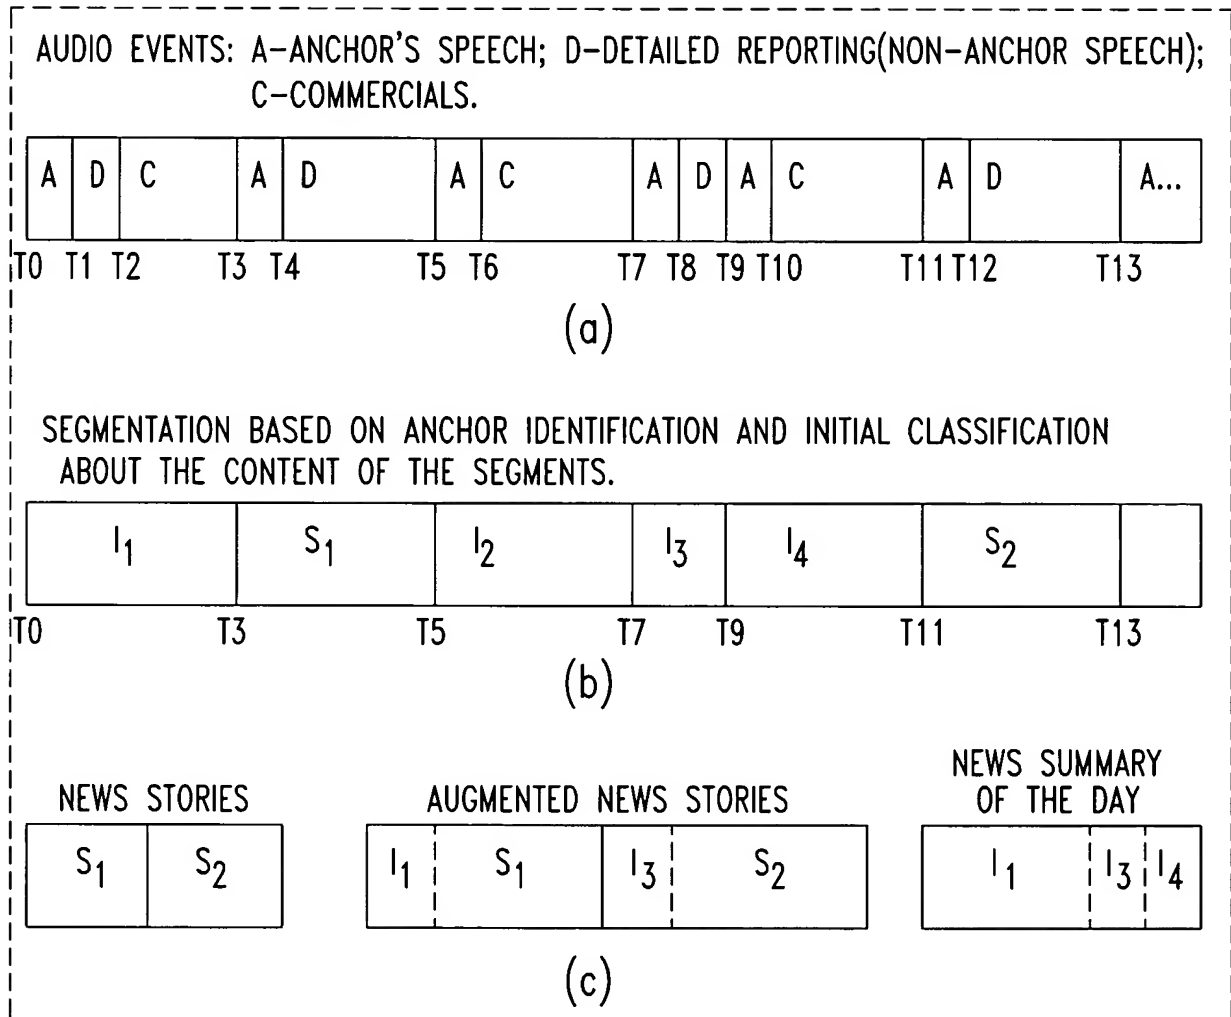 AUDIO EVENTS: A–ANCHOR'S SPEECH; D–DETAILED REPORTING(NON–ANCHOR SPEECH);
C–COMMERCIALS.
A D C A D A C A D A C A D A...
T0 T1 T2 T3 T4 T5 T6 T7 T8 T9 T10 T11 T12 T13
(a)
SEGMENTATION BASED ON ANCHOR IDENTIFICATION AND INITIAL CLASSIFICATION
ABOUT THE CONTENT OF THE SEGMENTS.
I1 S1 I2 I3 I4 S2
T0 T3 T5 T7 T9 T11 T13
(b)
NEWS STORIES
S1 S2
AUGMENTED NEWS STORIES
I1 S1 I3 S2
NEWS SUMMARY
OF THE DAY
I1 I3 I4
(c)